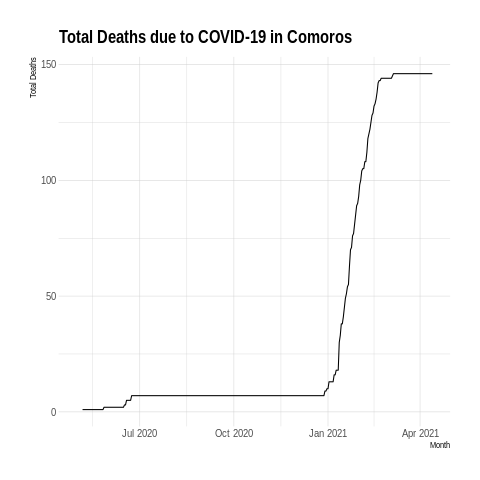 Total Deaths due to COVID-19 in Comoros
Total Deaths
150
100
50
0
Jul 2020 Oct 2020 Jan 2021 Apr 2021
Month